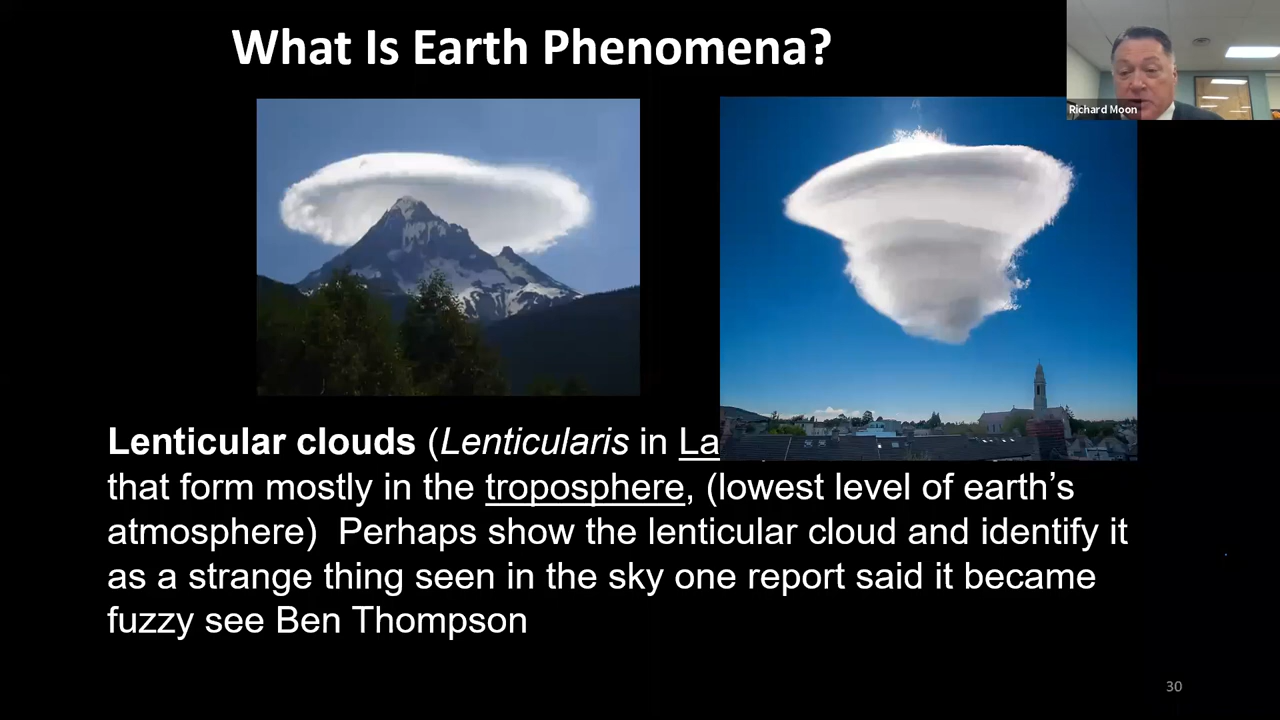 What Is Earth Phenomena?
Richard Moon
Lenticular clouds (Lenticularis in La
that form mostly in the troposphere, (lowest level of earth’s
atmosphere)  Perhaps show the lenticular cloud and identify it
as a strange thing seen in the sky one report said it became
fuzzy see Ben Thompson
30